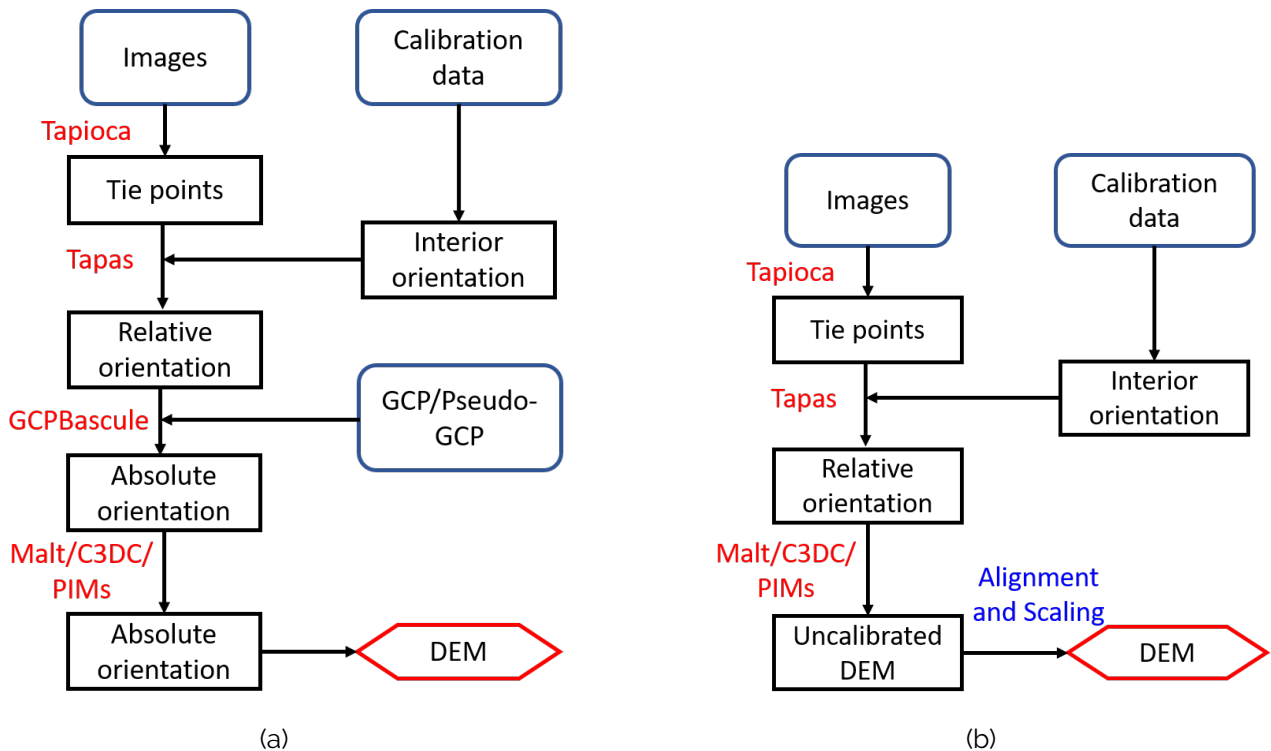 Images
Calibration
data
Tapioca
Tie points
Tapas
Interior
orientation
Relative
orientation
GCPBascule
GCP/Pseudo-
GCP
Absolute
orientation
Malt/C3DC/
PIMs
Absolute
orientation
DEM
(a)
Images
Calibration
data
Tapioca
Tie points
Tapas
Interior
orientation
Relative
orientation
Malt/C3DC/
PIMs
Alignment
and Scaling
Uncalibrated
DEM
DEM
(b)